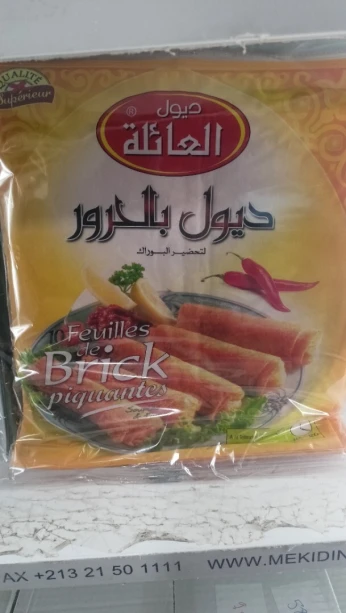 QUALITÉ
Supérieur
ديول
العائلة ®
ديول بالحرور
لتحضير البوراك
10 Feuilles
de
Brick
piquantes
AX +213 21 50 1111 WWW.MEKIDIN